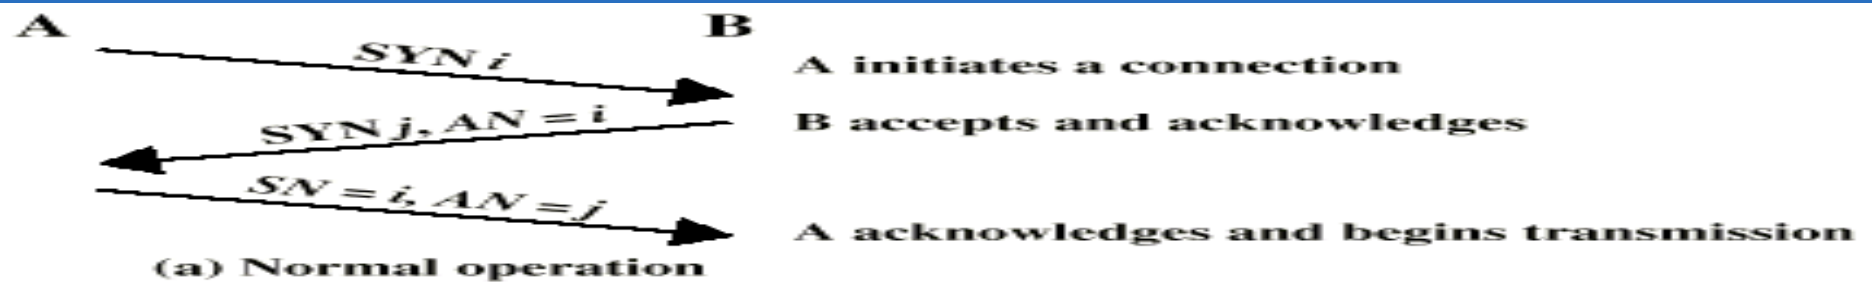 A B
SYN i
A initiates a connection
SYN j, AN = i
B accepts and acknowledges
SN = i, AN = j
A acknowledges and begins transmission
(a) Normal operation